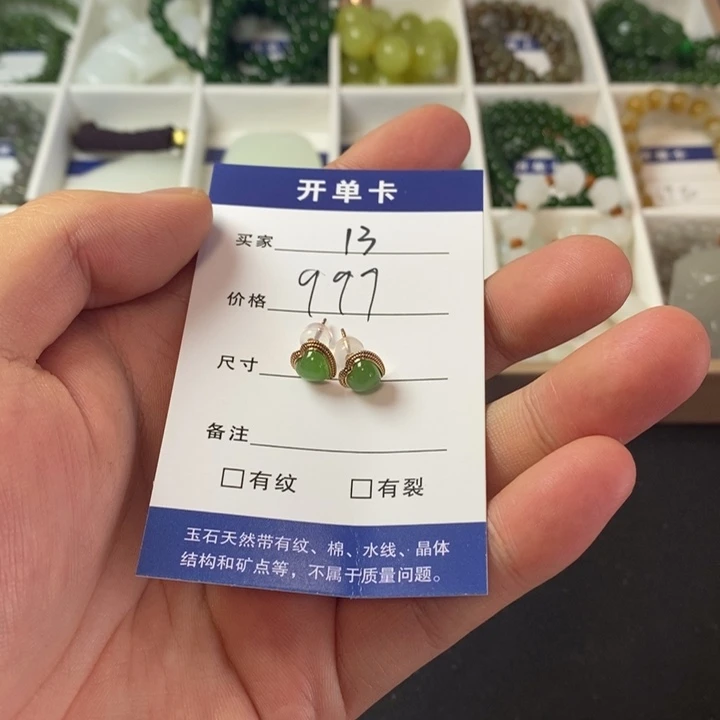 开单卡
买家 13
价格 997
尺寸
备注
□有纹 □有裂
玉石天然带有纹、棉、水线、晶体
结构和矿点等，不属于质量问题。